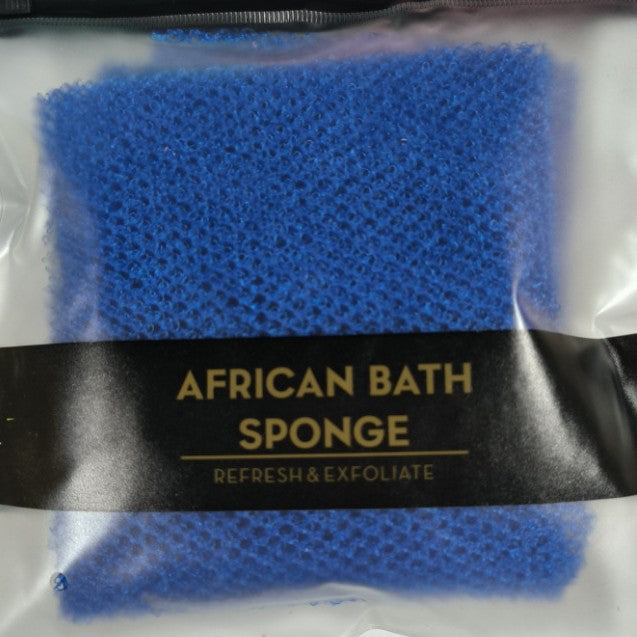 AFRICAN BATH
SPONGE
REFRESH & EXFOLIATE